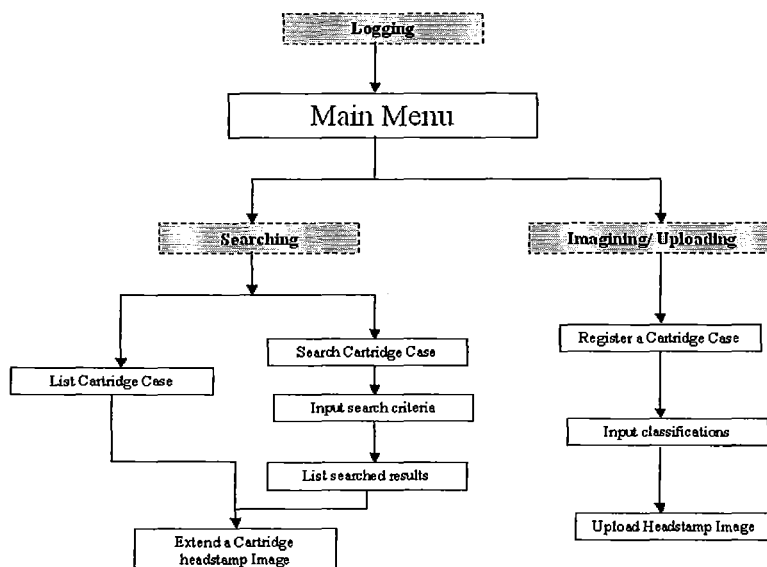 Logging
Main Menu
Searching
Imagining/ Uploading
List Cartridge Case
Search Cartridge Case
Input search criteria
List searched results
Extend a Cartridge
headstamp Image
Register a Cartridge Case
Input classifications
Upload Headstamp Image